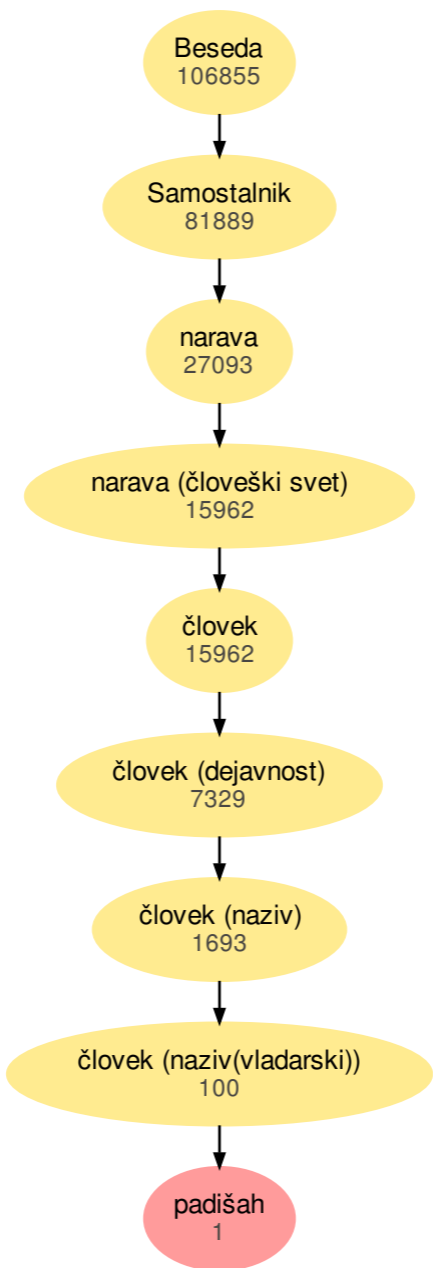 Beseda
106855
Samostalnik
81889
narava
27093
narava (človeški svet)
15962
človek
15962
človek (dejavnost)
7329
človek (naziv)
1693
človek (naziv(vladarski))
100
padišah
1